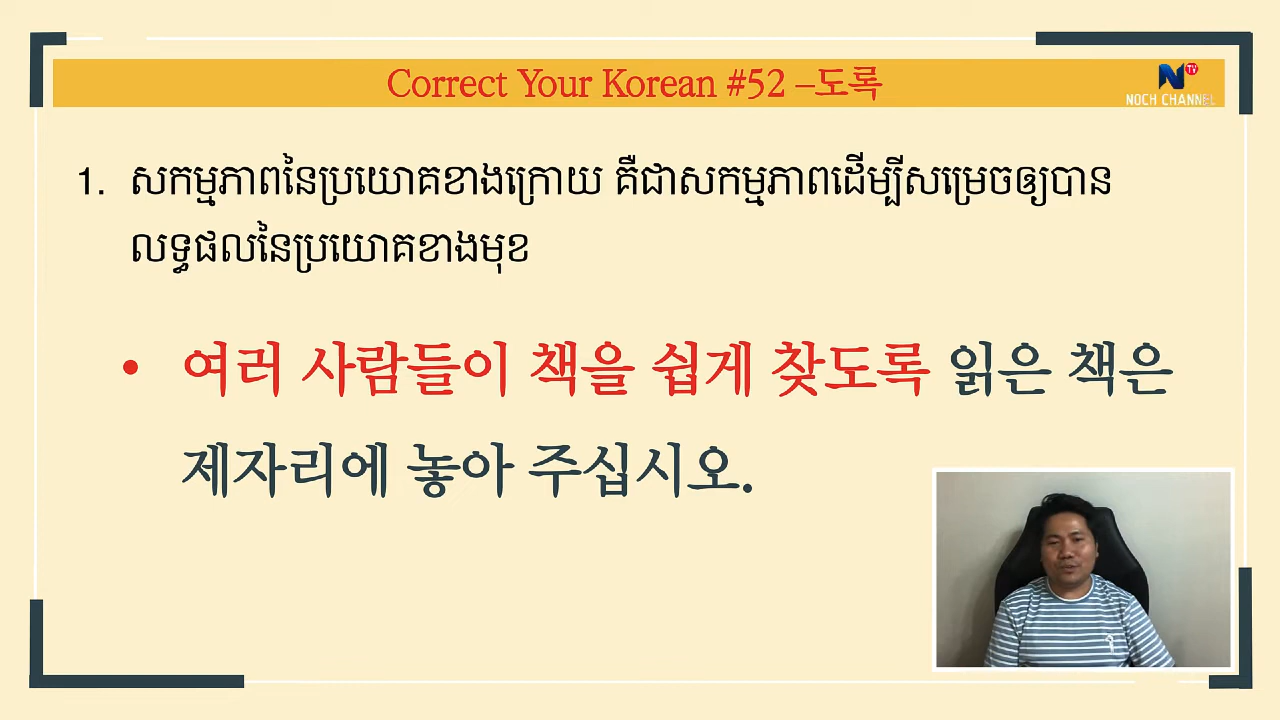 Correct Your Korean #52 –도록
N TV
NOCH CHANNEL
1. សកម្មភាពនៃប្រយោគខាងក្រោយ គឺជាសកម្មភាពដើម្បីសម្រេចឲ្យបាន
លទ្ធផលនៃប្រយោគខាងមុខ
• 여러 사람들이 책을 쉽게 찾도록 읽은 책은
제자리에 놓아 주십시오.